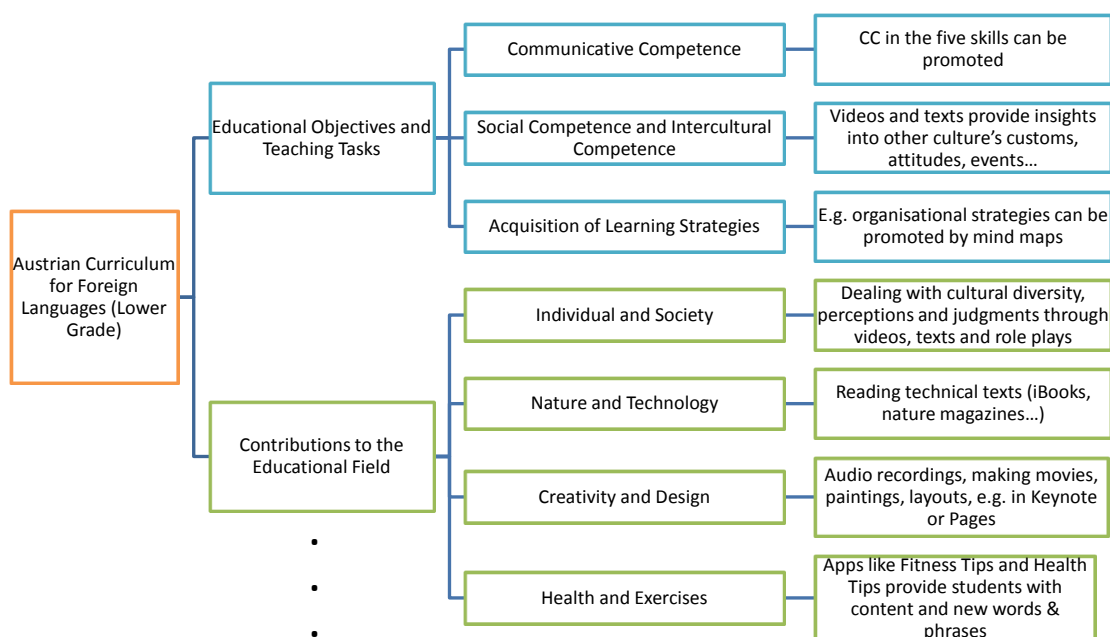 Austrian Curriculum
for Foreign
Languages (Lower
Grade)
Educational Objectives and
Teaching Tasks
Communicative Competence
CC in the five skills can be
promoted
Social Competence and Intercultural
Competence
Videos and texts provide insights
into other culture's customs,
attitudes, events…
Acquisition of Learning Strategies
E.g. organisational strategies can be
promoted by mind maps
Contributions to the
Educational Field
Individual and Society
Dealing with cultural diversity,
perceptions and judgments through
videos, texts and role plays
Nature and Technology
Reading technical texts (iBooks,
nature magazines…)
Creativity and Design
Audio recordings, making movies,
paintings, layouts, e.g. in Keynote
or Pages
Health and Exercises
Apps like Fitness Tips and Health
Tips provide students with
content and new words &
phrases